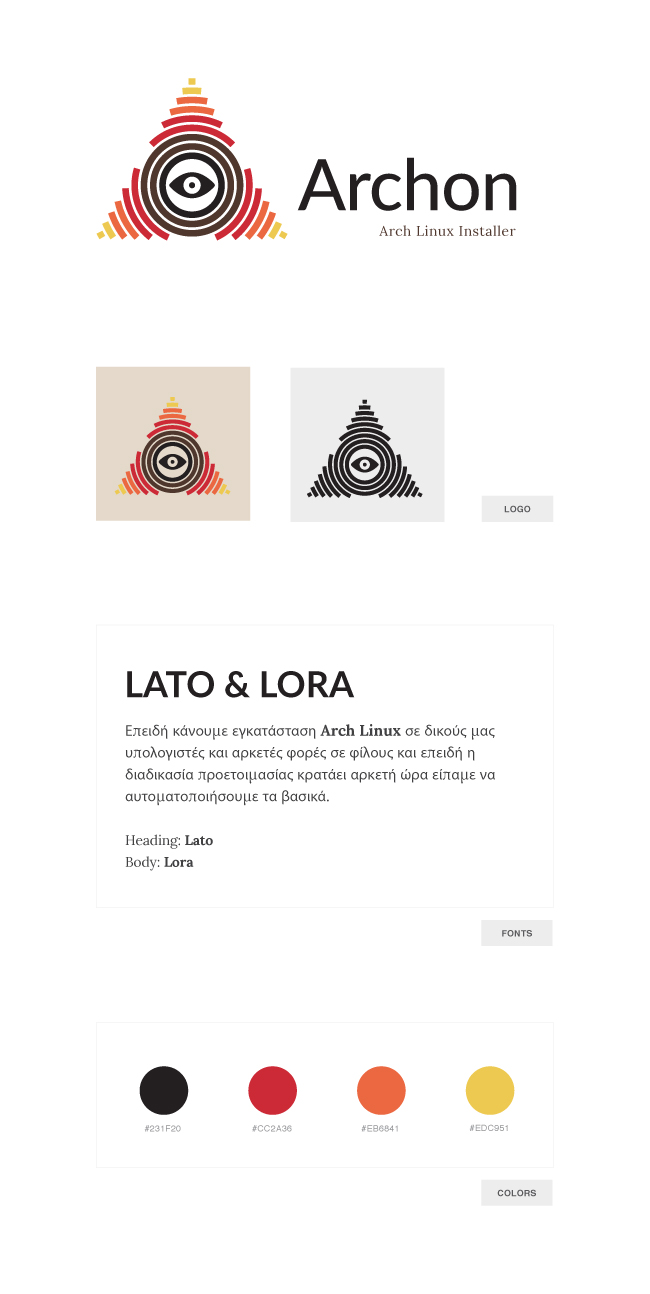 Archon
Arch Linux Installer
LOGO
LATO & LORA
Επειδή κάνουμε εγκατάσταση Arch Linux σε δικούς μας
υπολογιστές και αρκετές φορές σε φίλους και επειδή η
διαδικασία προετοιμασίας κρατάει αρκετή ώρα είπαμε να
αυτοματοποιήσουμε τα βασικά.
Heading: Lato
Body: Lora
FONTS
#231F20 #CC2A36 #EB6841 #EDC951
COLORS